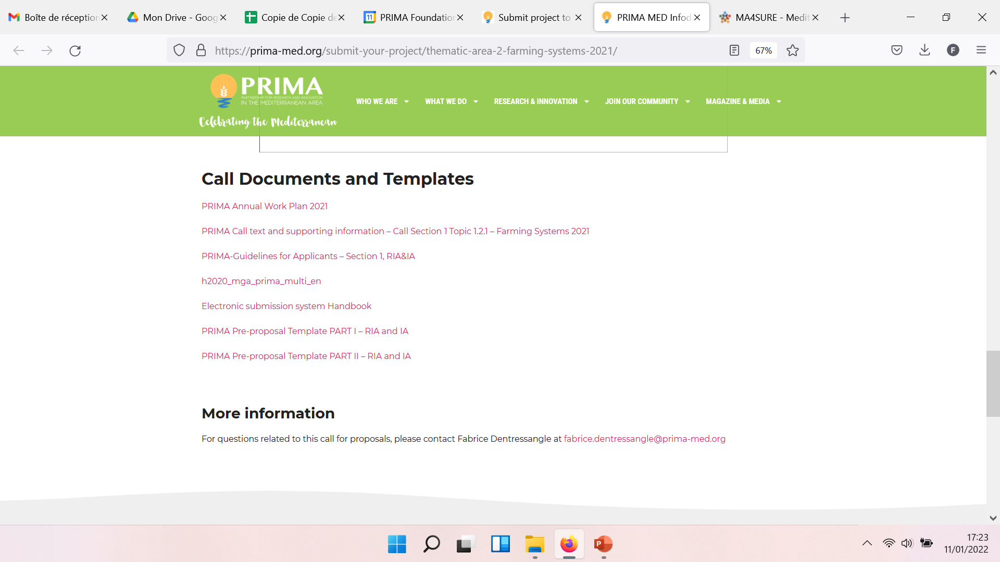 Boîte de réception
Mon Drive - Goog
Copie de Copie de
PRIMA Foundation
Submit project to
PRIMA MED Infod
MA4SURE - Medit
https://prima-med.org/submit-your-project/thematic-area-2-farming-systems-2021/
67%
F
PRIMA
PARTNERSHIP FOR RESEARCH AND INNOVATION
IN THE MEDITERRANEAN AREA
Celebrating the Mediterranean
WHO WE ARE
WHAT WE DO
RESEARCH & INNOVATION
JOIN OUR COMMUNITY
MAGAZINE & MEDIA
Call Documents and Templates
PRIMA Annual Work Plan 2021
PRIMA Call text and supporting information – Call Section 1 Topic 1.2.1 – Farming Systems 2021
PRIMA-Guidelines for Applicants – Section 1, RIA&IA
h2020_mga_prima_multi_en
Electronic submission system Handbook
PRIMA Pre-proposal Template PART I – RIA and IA
PRIMA Pre-proposal Template PART II – RIA and IA
More information
For questions related to this call for proposals, please contact Fabrice Dentressangle at fabrice.dentressangle@prima-med.org
17:23
11/01/2022